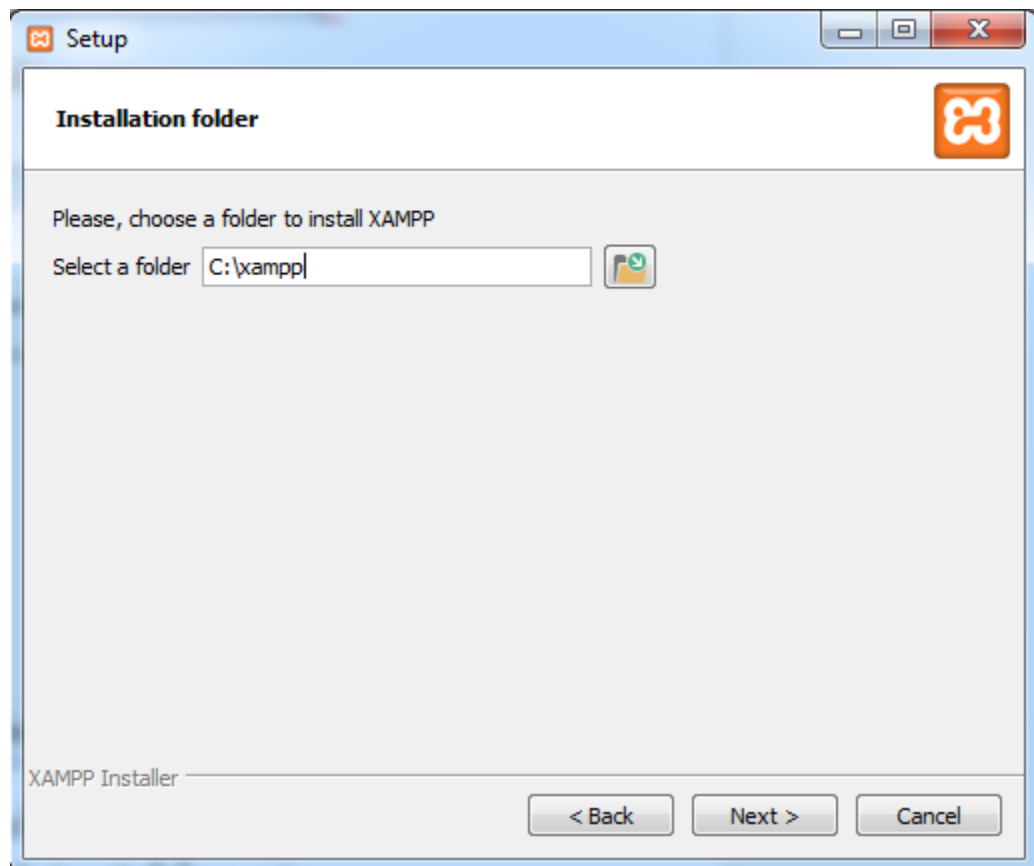 Setup
Installation folder
Please, choose a folder to install XAMPP
Select a folder C:\xampp
XAMPP Installer
< Back Next > Cancel